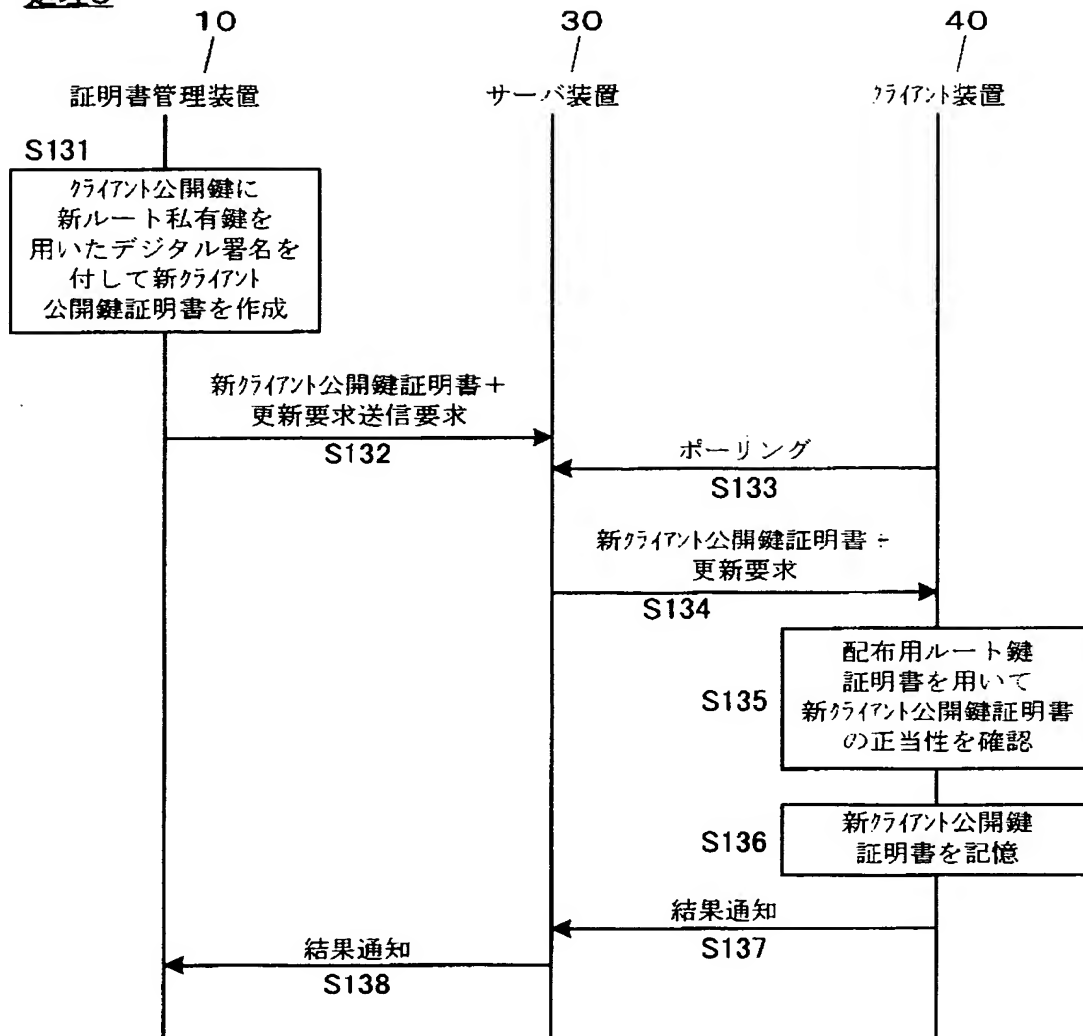 10
30
40
証明書管理装置
サーバ装置
クライアント装置
S131
クライアント公開鍵に
新ルート私有鍵を
用いたデジタル署名を
付して新クライアント
公開鍵証明書を作成
新クライアント公開鍵証明書+
更新要求送信要求
S132
ポーリング
S133
新クライアント公開鍵証明書+
更新要求
S134
S135
配布用ルート鍵
証明書を用いて
新クライアント公開鍵証明書
の正当性を確認
S136
新クライアント公開鍵
証明書を記憶
結果通知
S137
結果通知
S138